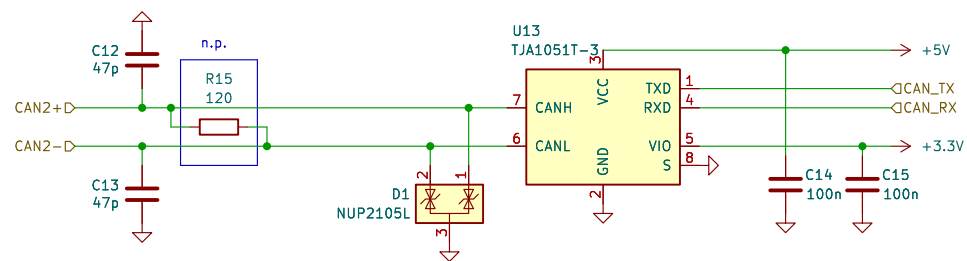 U13
TJA1051T-3
n.p.
C12
47p
R15
120
CAN2+
CAN2-
C13
47p
7
CANH
6
CANL
3
VCC
GND
2
TXD
1
RXD
4
VIO
5
S
8
+5V
CAN_TX
CAN_RX
+3.3V
2
1
D1
NUP2105L
3
C14
100n
C15
100n